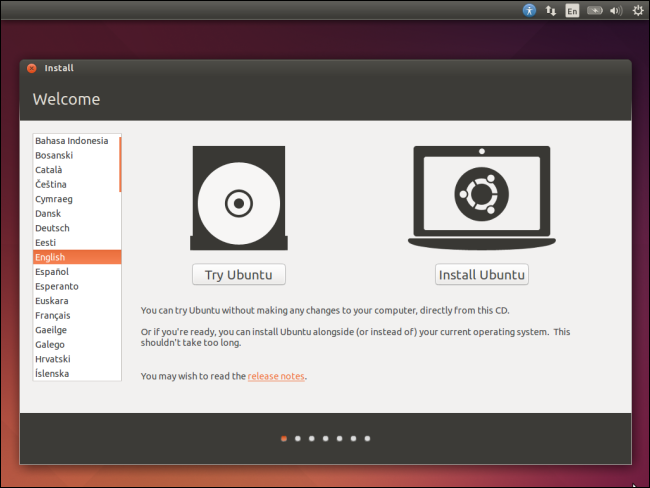 En
Install
Welcome
Bahasa Indonesia
Bosanski
Català
Čeština
Cymraeg
Dansk
Deutsch
Eesti
English
Español
Esperanto
Euskara
Français
Gaeilge
Galego
Hrvatski
Íslenska
Try Ubuntu
Install Ubuntu
You can try Ubuntu without making any changes to your computer, directly from this CD.
Or if you're ready, you can install Ubuntu alongside (or instead of) your current operating system. This
shouldn't take too long.
You may wish to read the release notes.